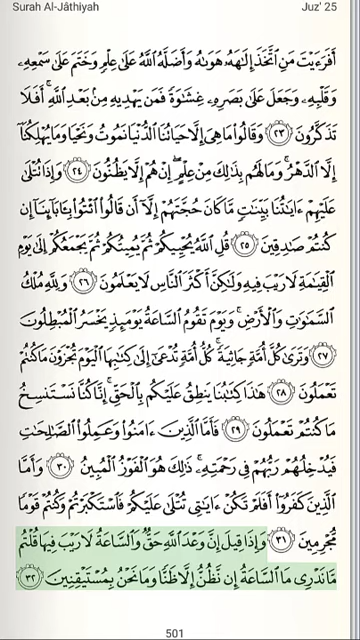 Surah Al-Jâthiyah
Juz' 25
أَفَرَءَيْتَ مَنِ ٱتَّخَذَ إِلَٰهَهُۥ هَوَىٰهُ وَأَضَلَّهُ ٱللَّهُ عَلَىٰ عِلْمٍ وَخَتَمَ عَلَىٰ سَمْعِهِۦ
وَقَلْبِهِۦ وَجَعَلَ عَلَىٰ بَصَرِهِۦ غِشَٰوَةً فَمَن يَهْدِيهِ مِنۢ بَعْدِ ٱللَّهِ ۚ أَفَلَا
تَذَكَّرُونَ ٢٣ وَقَالُوا۟ مَا هِىَ إِلَّا حَيَاتُنَا ٱلدُّنْيَا نَمُوتُ وَنَحْيَا وَمَا يُهْلِكُنَآ
إِلَّا ٱلدَّهْرُ ۚ وَمَا لَهُم بِذَٰلِكَ مِنْ عِلْمٍ ۖ إِنْ هُمْ إِلَّا يَظُنُّونَ ٢٤ وَإِذَا تُتْلَىٰ
عَلَيْهِمْ ءَايَٰتُنَا بَيِّنَٰتٍ مَّا كَانَ حُجَّتَهُمْ إِلَّآ أَن قَالُوا۟ ٱئْتُوا۟ بِـَٔابَآئِنَآ إِن
كُنتُمْ صَٰدِقِينَ ٢٥ قُلِ ٱللَّهُ يُحْيِيكُمْ ثُمَّ يُمِيتُكُمْ ثُمَّ يَجْمَعُكُمْ إِلَىٰ يَوْمِ
ٱلْقِيَٰمَةِ لَا رَيْبَ فِيهِ وَلَٰكِنَّ أَكْثَرَ ٱلنَّاسِ لَا يَعْلَمُونَ ٢٦ وَلِلَّهِ مُلْكُ
ٱلسَّمَٰوَٰتِ وَٱلْأَرْضِ ۚ وَيَوْمَ تَقُومُ ٱلسَّاعَةُ يَوْمَئِذٍ يَخْسَرُ ٱلْمُبْطِلُونَ
٢٧ وَتَرَىٰ كُلَّ أُمَّةٍ جَاثِيَةً ۚ كُلُّ أُمَّةٍ تُدْعَىٰٓ إِلَىٰ كِتَٰبِهَا ٱلْيَوْمَ تُجْزَوْنَ مَا كُنتُمْ
تَعْمَلُونَ ٢٨ هَٰذَا كِتَٰبُنَا يَنطِقُ عَلَيْكُم بِٱلْحَقِّ ۚ إِنَّا كُنَّا نَسْتَنسِخُ
مَا كُنتُمْ تَعْمَلُونَ ٢٩ فَأَمَّا ٱلَّذِينَ ءَامَنُوا۟ وَعَمِلُوا۟ ٱلصَّٰلِحَٰتِ
فَيُدْخِلُهُمْ رَبُّهُمْ فِى رَحْمَتِهِۦ ۚ ذَٰلِكَ هُوَ ٱلْفَوْزُ ٱلْمُبِينُ ٣٠ وَأَمَّا
ٱلَّذِينَ كَفَرُوٓا۟ أَفَلَمْ تَكُنْ ءَايَٰتِى تُتْلَىٰ عَلَيْكُمْ فَٱسْتَكْبَرْتُمْ وَكُنتُمْ قَوْمًا
مُّجْرِمِينَ ٣١ وَإِذَا قِيلَ إِنَّ وَعْدَ ٱللَّهِ حَقٌّ وَٱلسَّاعَةُ لَا رَيْبَ فِيهَا قُلْتُم
مَّا نَدْرِى مَا ٱلسَّاعَةُ إِن نَّظُنُّ إِلَّا ظَنًّا وَمَا نَحْنُ بِمُسْتَيْقِنِينَ ٣٢
501